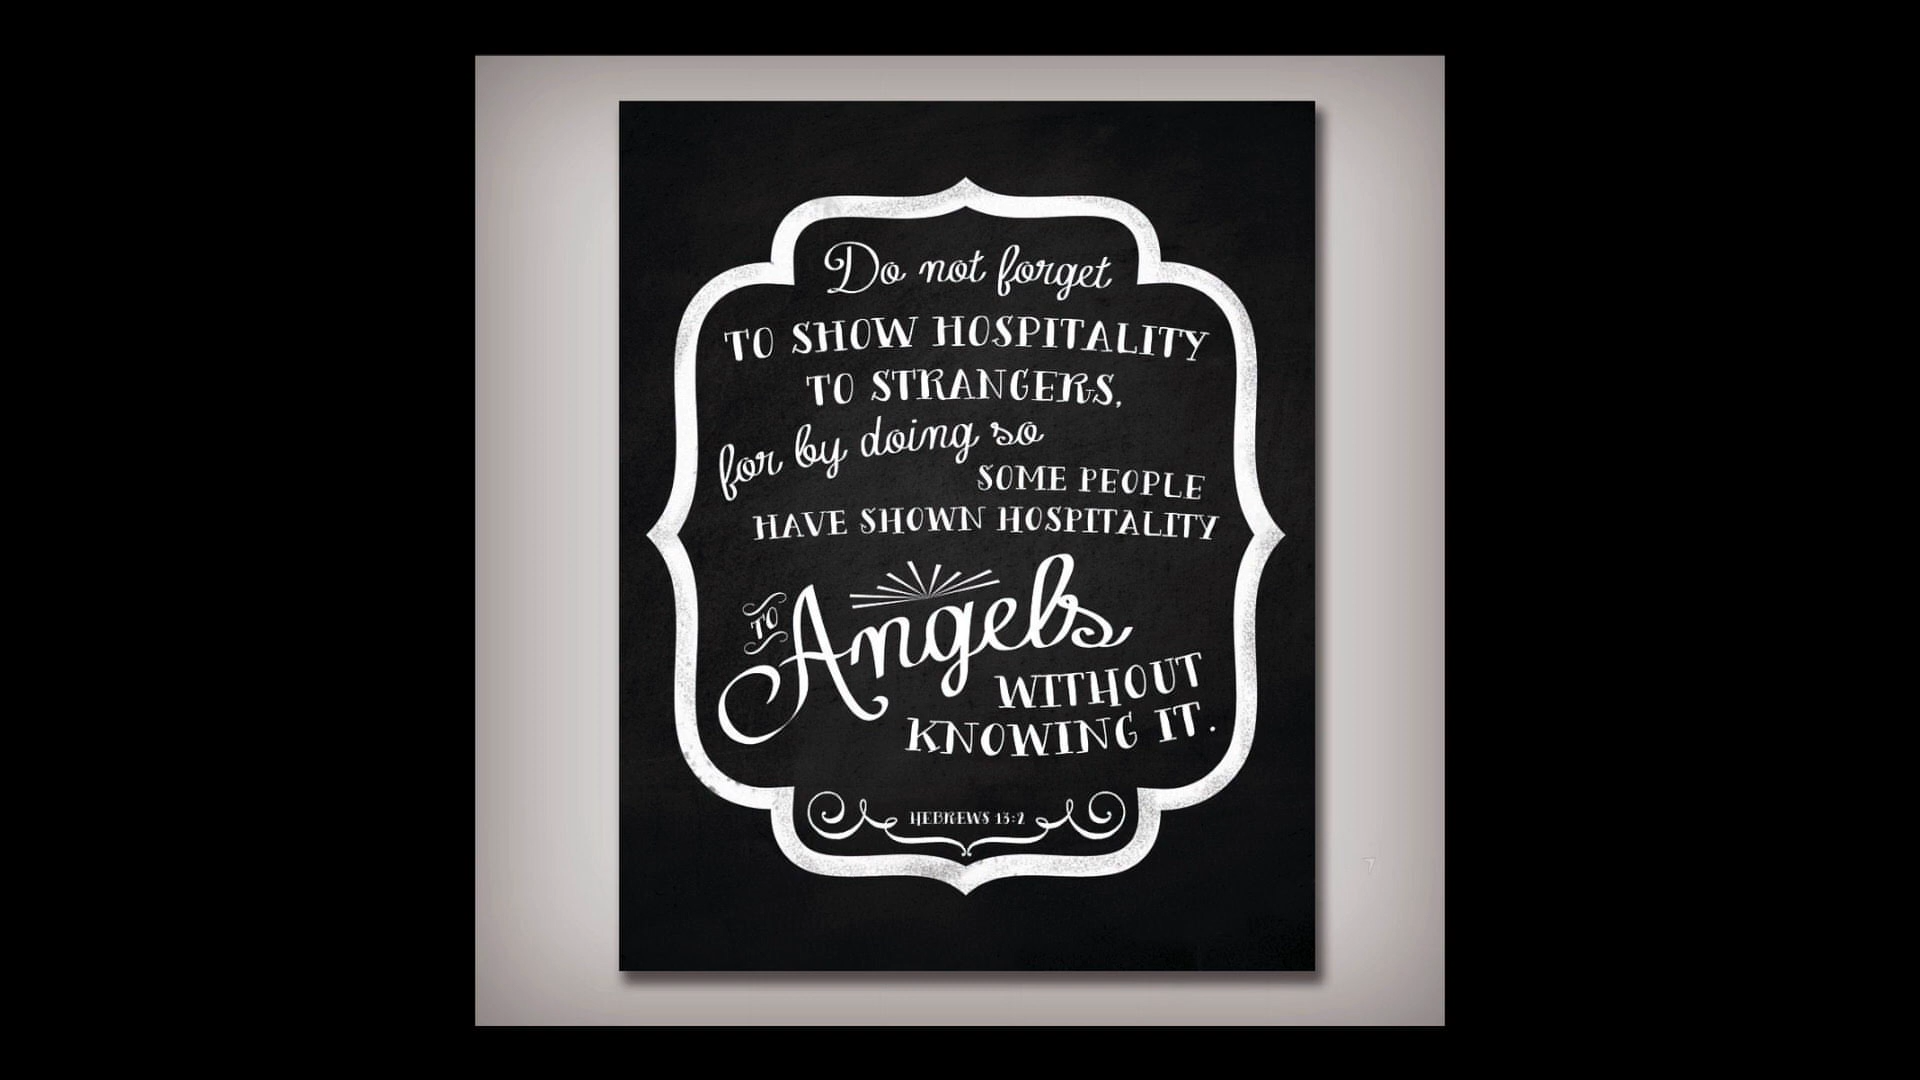 Do not forget
TO SHOW HOSPITALITY
TO STRANGERS,
for by doing so
SOME PEOPLE
HAVE SHOWN HOSPITALITY
TO Angels
WITHOUT
KNOWING IT.
HEBREWS 13:2